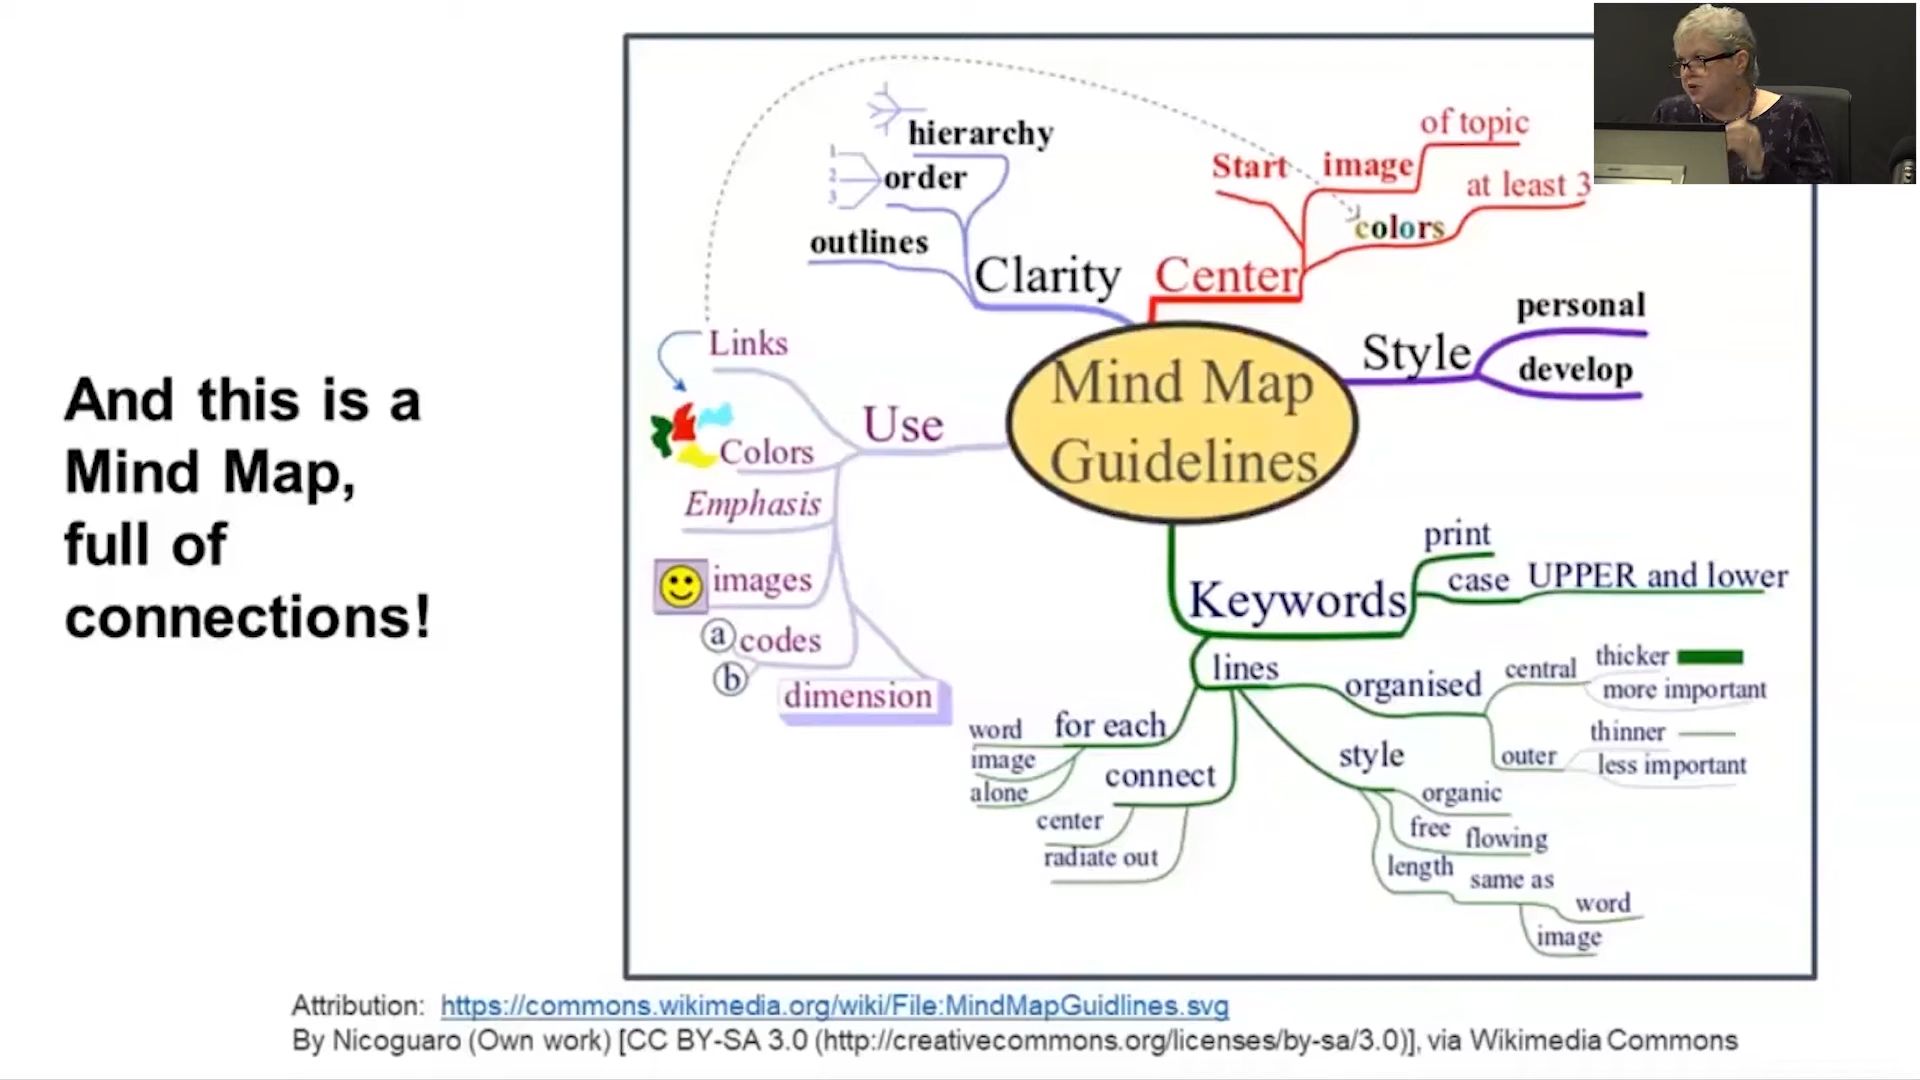 And this is a
Mind Map,
full of
connections!
Mind Map
Guidelines
Clarity
hierarchy
order
1
2
3
outlines
Center
Start
image
of topic
colors
at least 3
Style
personal
develop
Use
Links
Colors
Emphasis
images
a
codes
b
dimension
Keywords
print
case
UPPER and lower
lines
organised
central
thicker
more important
outer
thinner
less important
style
organic
free
flowing
length
same as
word
image
for each
word
image
alone
connect
center
radiate out
Attribution: https://commons.wikimedia.org/wiki/File:MindMapGuidlines.svg
By Nicoguaro (Own work) [CC BY-SA 3.0 (http://creativecommons.org/licenses/by-sa/3.0)], via Wikimedia Commons